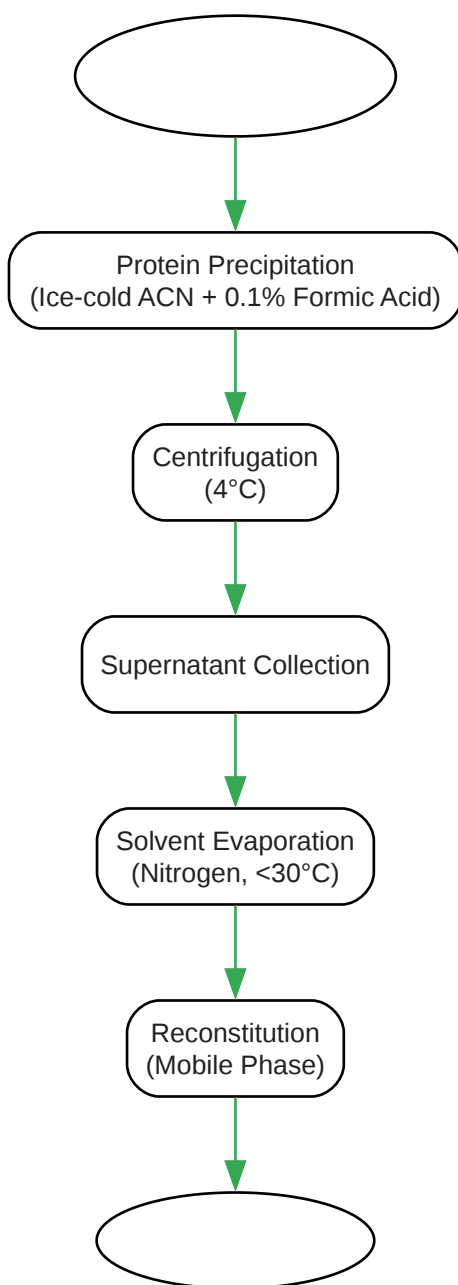 Protein Precipitation
(Ice-cold ACN + 0.1% Formic Acid)
Centrifugation
(4°C)
Supernatant Collection
Solvent Evaporation
(Nitrogen, <30°C)
Reconstitution
(Mobile Phase)